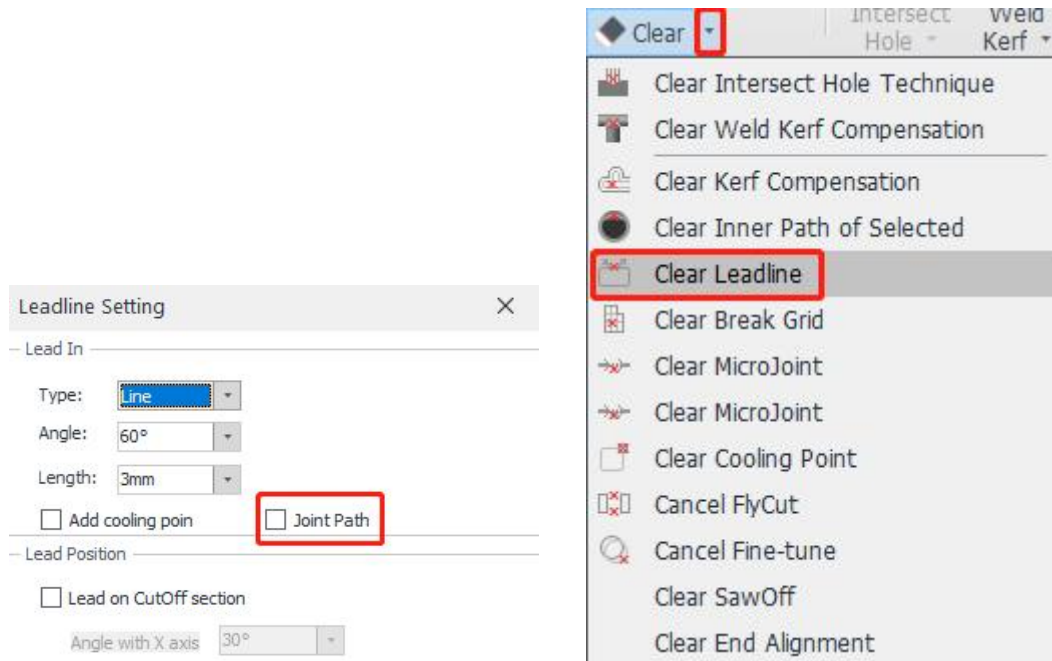 Leadline Setting
Lead In
Type: Line
Angle: 60°
Length: 3mm
Add cooling poin Joint Path
Lead Position
Lead on CutOff section
Angle with X axis 30°
Clear Intersect Hole Weld Kerf
Clear Intersect Hole Technique
Clear Weld Kerf Compensation
Clear Kerf Compensation
Clear Inner Path of Selected
Clear Leadline
Clear Break Grid
Clear MicroJoint
Clear MicroJoint
Clear Cooling Point
Cancel FlyCut
Cancel Fine-tune
Clear SawOff
Clear End Alignment